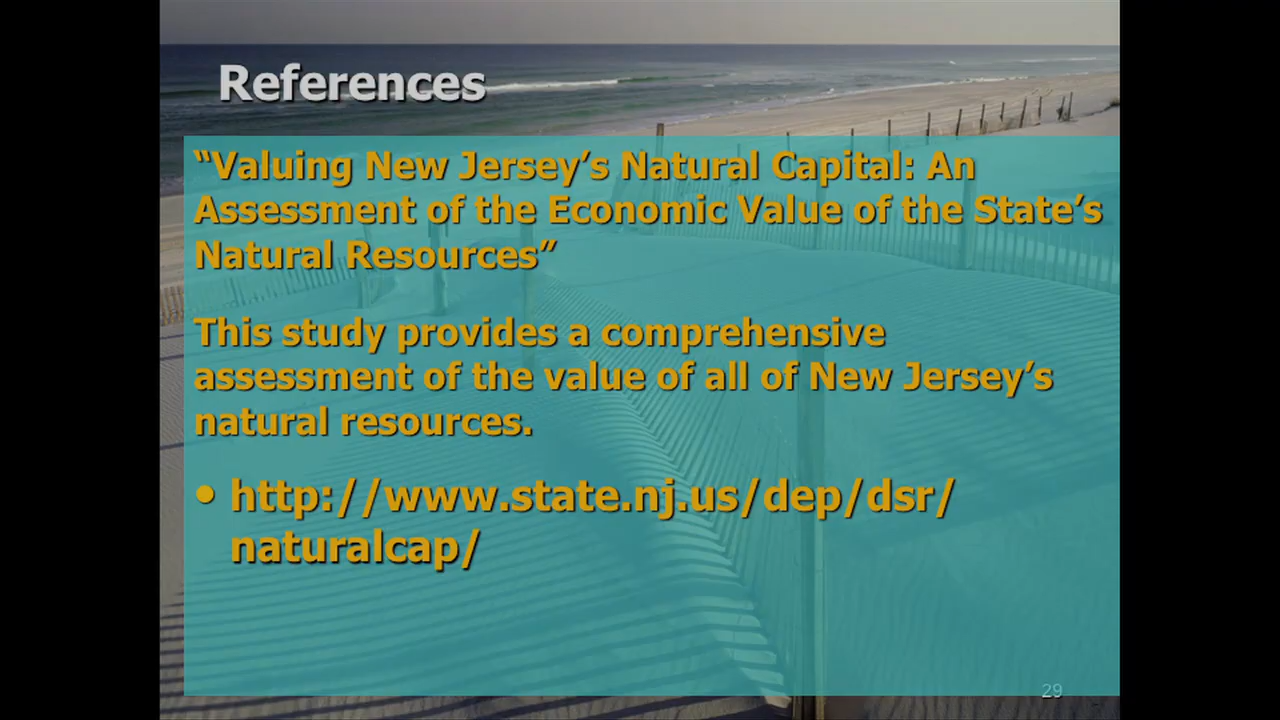 References
“Valuing New Jersey’s Natural Capital: An
Assessment of the Economic Value of the State’s
Natural Resources”
This study provides a comprehensive
assessment of the value of all of New Jersey’s
natural resources.
• http://www.state.nj.us/dep/dsr/
naturalcap/
29